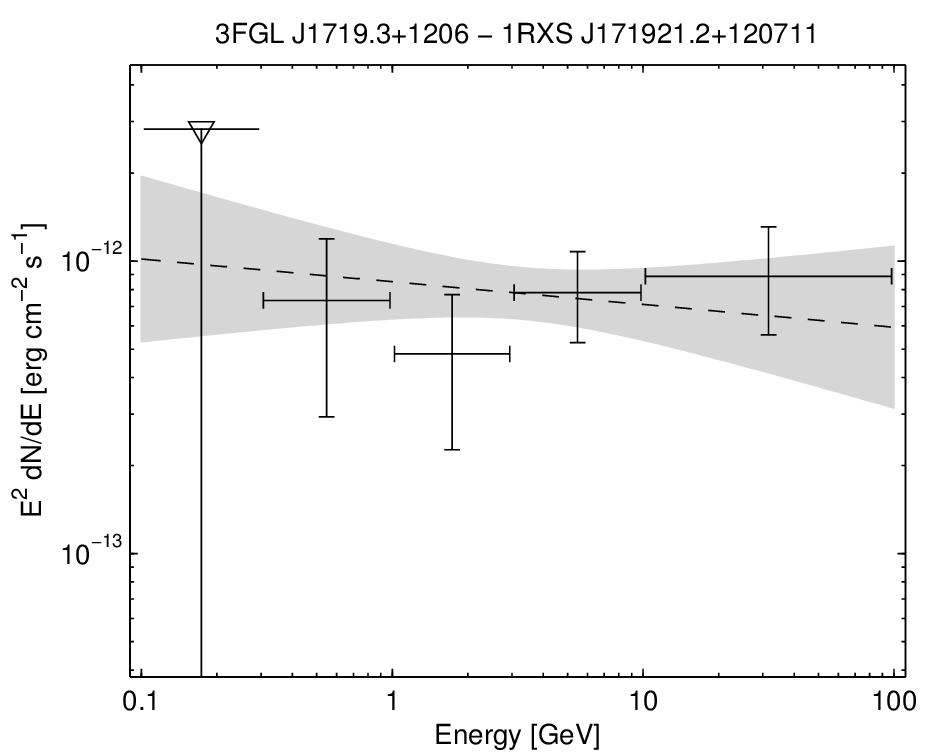 3FGL J1719.3+1206 − 1RXS J171921.2+120711
E² dN/dE [erg cm⁻² s⁻¹]
10⁻¹²
10⁻¹³
0.1 1 10 100
Energy [GeV]